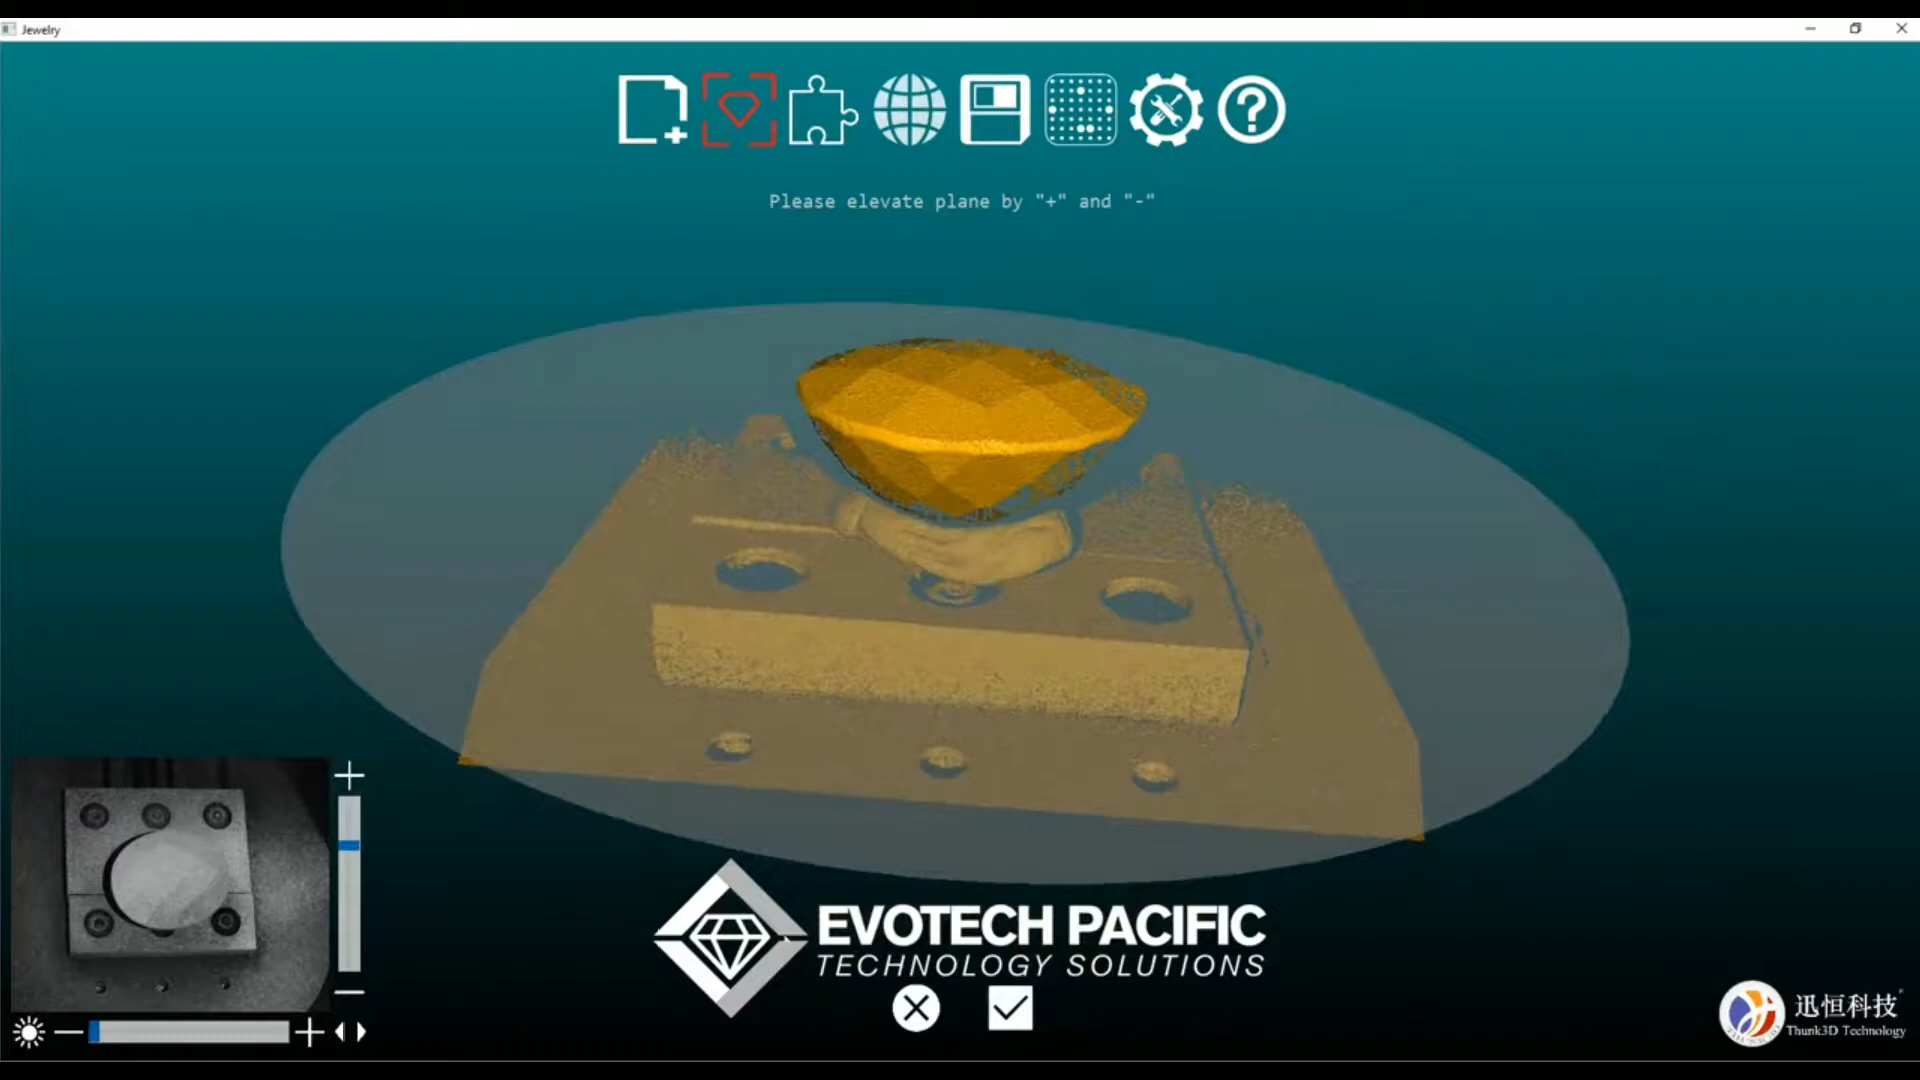 Jewelry
Please elevate plane by "+" and "-"
EVOTECH PACIFIC
TECHNOLOGY SOLUTIONS
迅恒科技
Thunk3D Technology